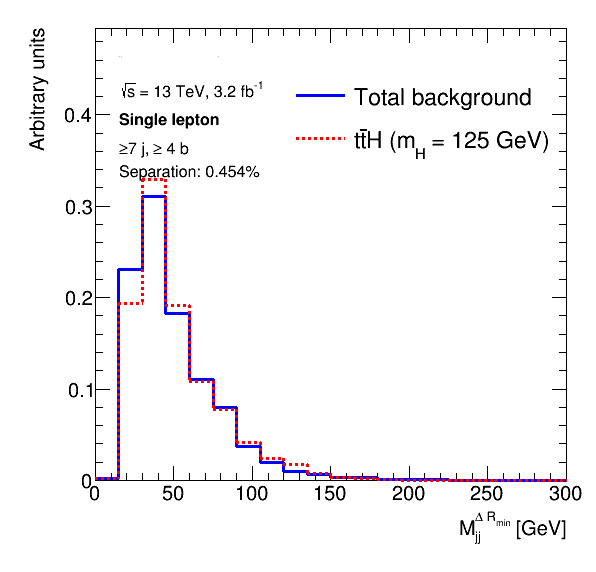 Arbitrary units
0.4
0.3
0.2
0.1
0
√s = 13 TeV, 3.2 fb⁻¹
Single lepton
≥7 j, ≥ 4 b
Separation: 0.454%
Total background
tt̄H (m_H = 125 GeV)
0 50 100 150 200 250 300
M_jj^Δ R_min [GeV]